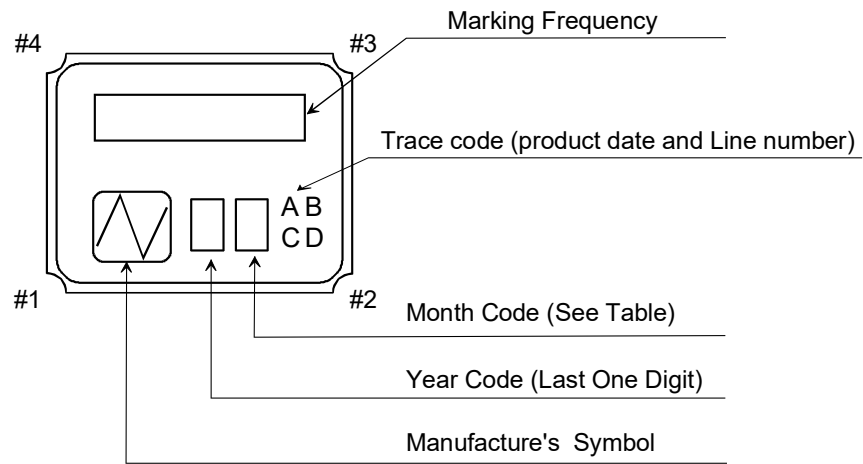 Marking Frequency
#4
#3
Trace code (product date and Line number)
A B
C D
#1
#2
Month Code (See Table)
Year Code (Last One Digit)
Manufacture's Symbol